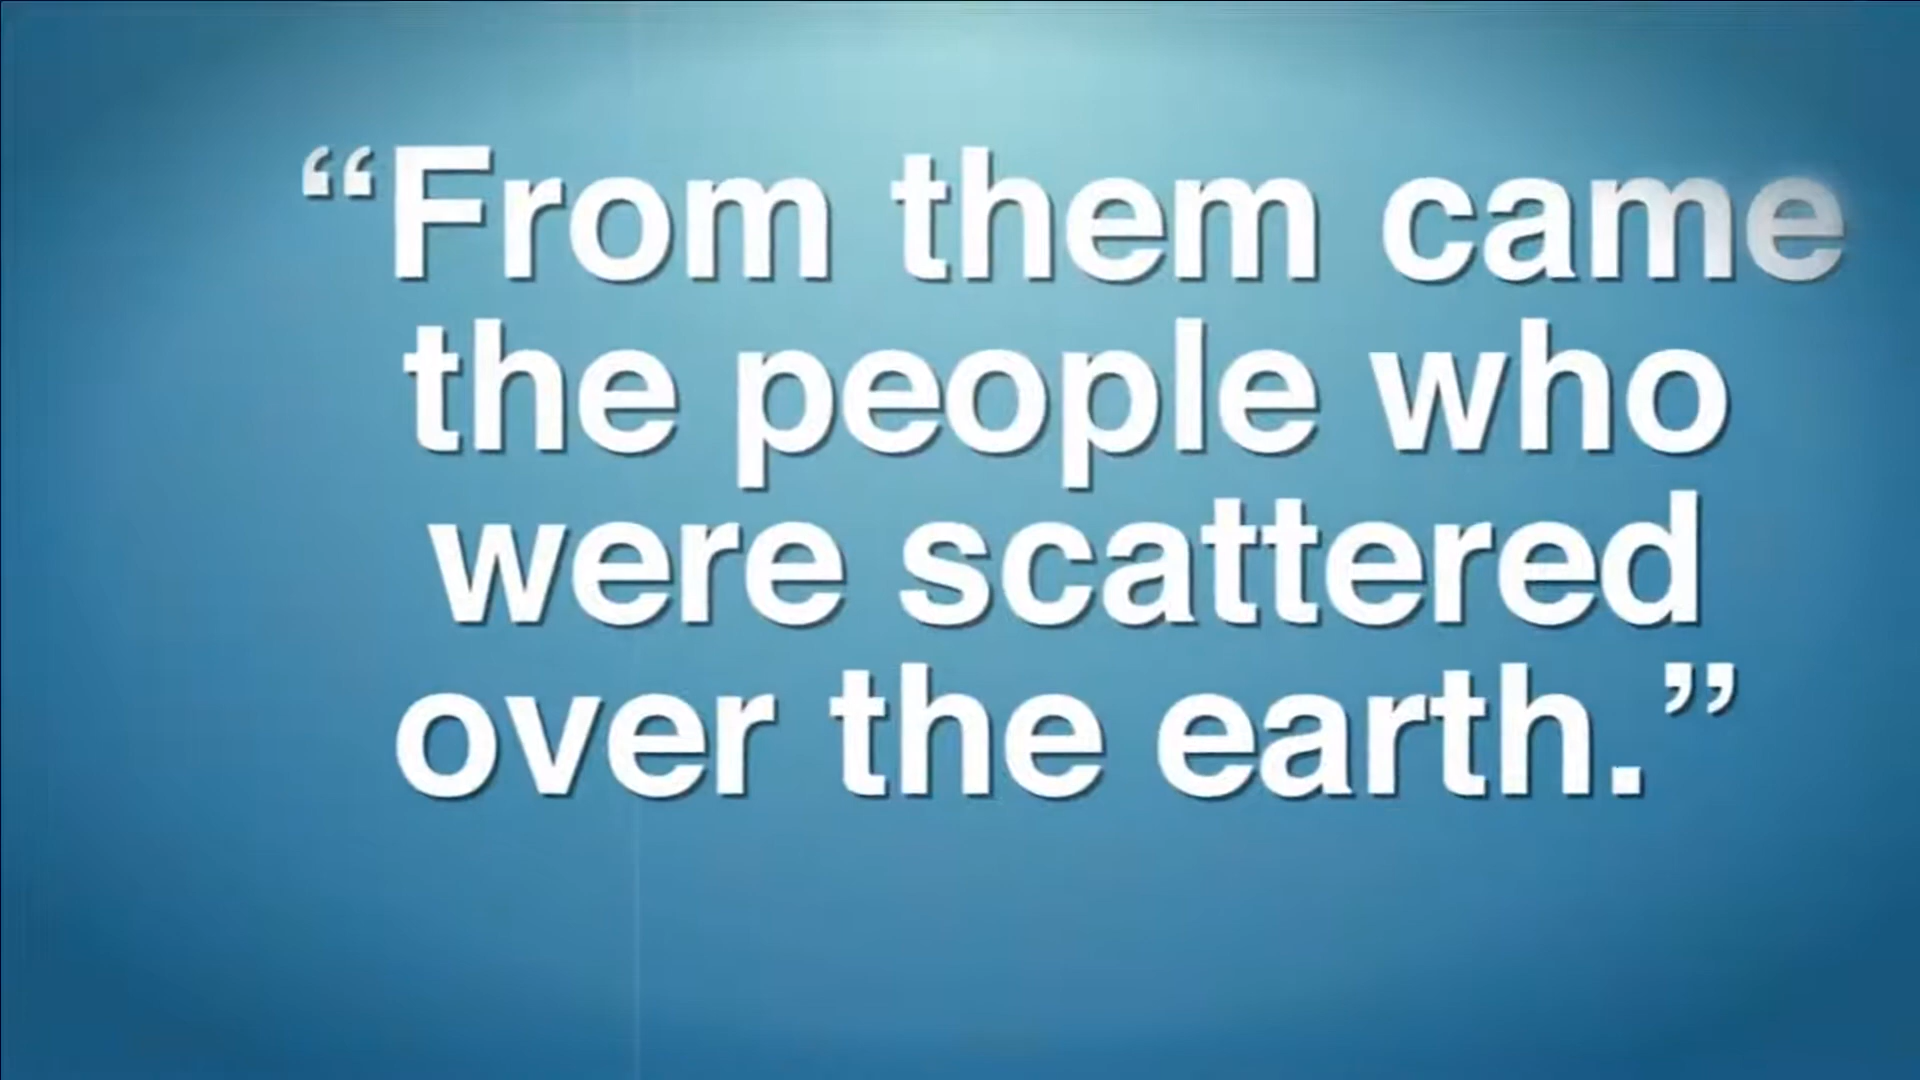 “From them came
the people who
were scattered
over the earth.”